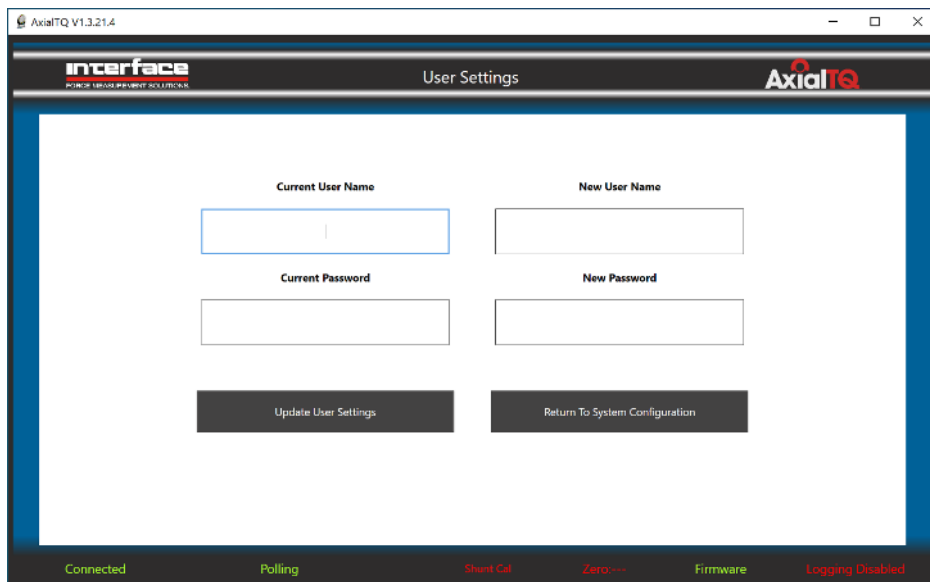 AxialTQ V1.3.21.4
interface
FORCE MEASUREMENT SOLUTIONS
User Settings
AxialTQ
Current User Name
New User Name
Current Password
New Password
Update User Settings
Return To System Configuration
Connected
Polling
Shunt Cal
Zero:---
Firmware
Logging Disabled